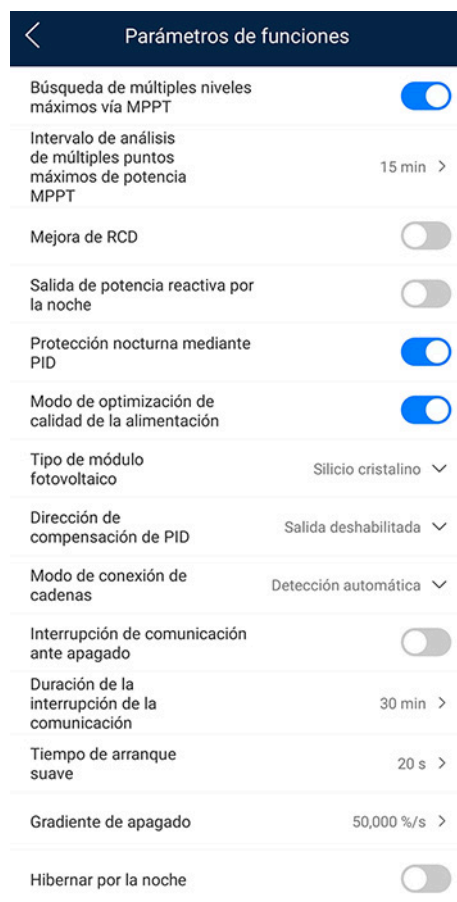 Parámetros de funciones
Búsqueda de múltiples niveles
máximos vía MPPT
Intervalo de análisis
de múltiples puntos
máximos de potencia
MPPT
15 min
Mejora de RCD
Salida de potencia reactiva por
la noche
Protección nocturna mediante
PID
Modo de optimización de
calidad de la alimentación
Tipo de módulo
fotovoltaico
Silicio cristalino
Dirección de
compensación de PID
Salida deshabilitada
Modo de conexión de
cadenas
Detección automática
Interrupción de comunicación
ante apagado
Duración de la
interrupción de la
comunicación
30 min
Tiempo de arranque
suave
20 s
Gradiente de apagado
50,000 %/s
Hibernar por la noche